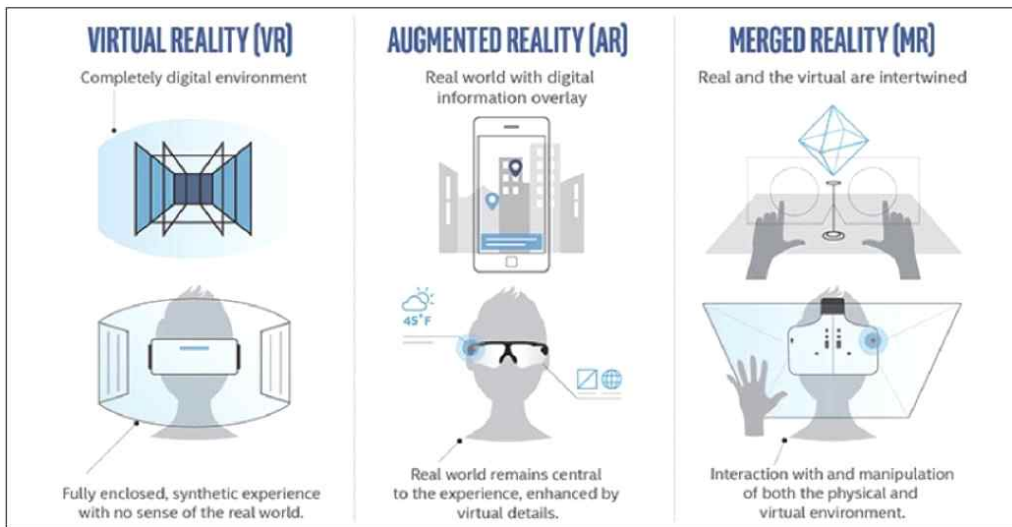 VIRTUAL REALITY (VR)
Completely digital environment
Fully enclosed, synthetic experience
with no sense of the real world.
AUGMENTED REALITY (AR)
Real world with digital
information overlay
45°F
Real world remains central
to the experience, enhanced by
virtual details.
MERGED REALITY (MR)
Real and the virtual are intertwined
Interaction with and manipulation
of both the physical and
virtual environment.